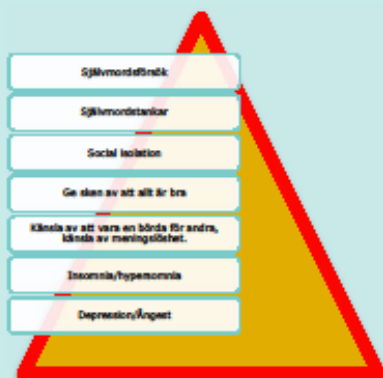 Självmordsförsök
Självmordstankar
Social isolation
Ge sken av att allt är bra
Känsla av att vara en börda för andra,
känsla av meningslöshet.
Insomnia/hypersomnia
Depression/Ångest